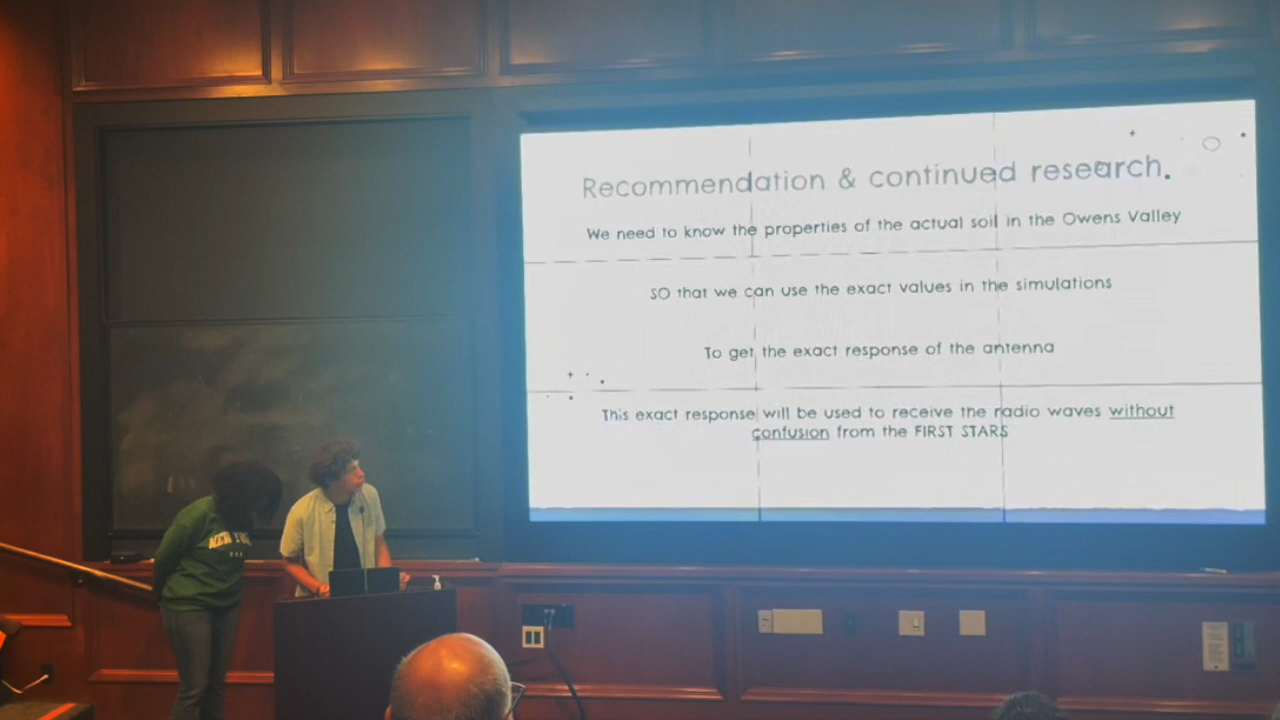 Recommendation & continued research.
We need to know the properties of the actual soil in the Owens Valley
SO that we can use the exact values in the simulations
To get the exact response of the antenna
This exact response will be used to receive the radio waves without
confusion from the FIRST STARS
NEW